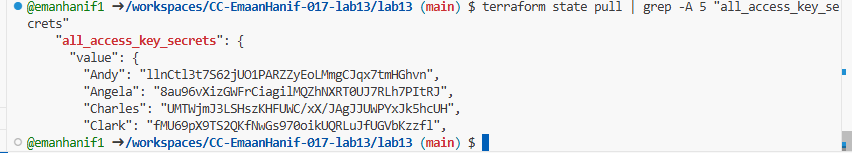 @emanhanif1 ➜/workspaces/CC-EmaanHanif-017-lab13/lab13 (main) $ terraform state pull | grep -A 5 "all_access_key_se
crets"
"all_access_key_secrets": {
"value": {
"Andy": "llnCtl3t7S62jUO1PARZZyEoLMmgCJqx7tmHGhvn",
"Angela": "8au96vXizGWFrCiagilMQZhNXRT0UJ7RLh7PItRJ",
"Charles": "UMTWjmJ3LSHszKHFUWC/xX/JAgJJUWPYxJk5hcUH",
"Clark": "fMU69pX9TS2QKfNwGs970oikUQRLuJfUGVbKzzfl",
@emanhanif1 ➜/workspaces/CC-EmaanHanif-017-lab13/lab13 (main) $